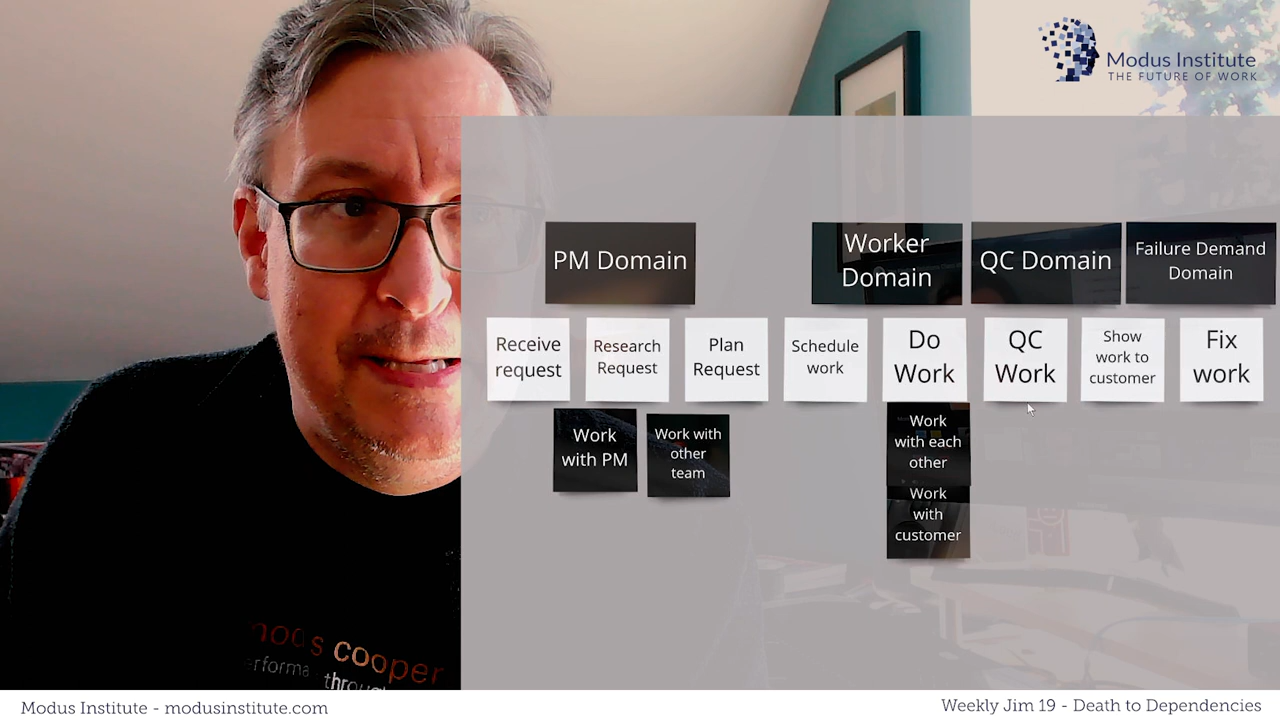 Modus Institute
THE FUTURE OF WORK
PM Domain
Worker
Domain
QC Domain
Failure Demand
Domain
Receive
request
Research
Request
Plan
Request
Schedule
work
Do
Work
QC
Work
Show
work to
customer
Fix
work
Work
with PM
Work with
other
team
Work
with each
other
Work
with
customer
cooper
Modus Institute - modusinstitute.com
Weekly Jim 19 - Death to Dependencies